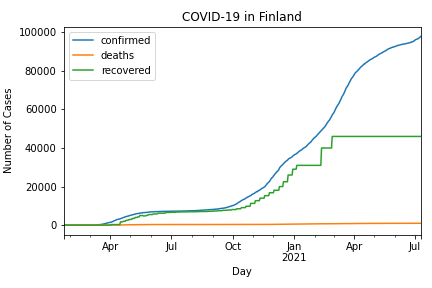 COVID-19 in Finland
confirmed
deaths
recovered
100000
80000
60000
40000
20000
0
Number of Cases
Apr Jul Oct Jan Apr Jul
2021
Day